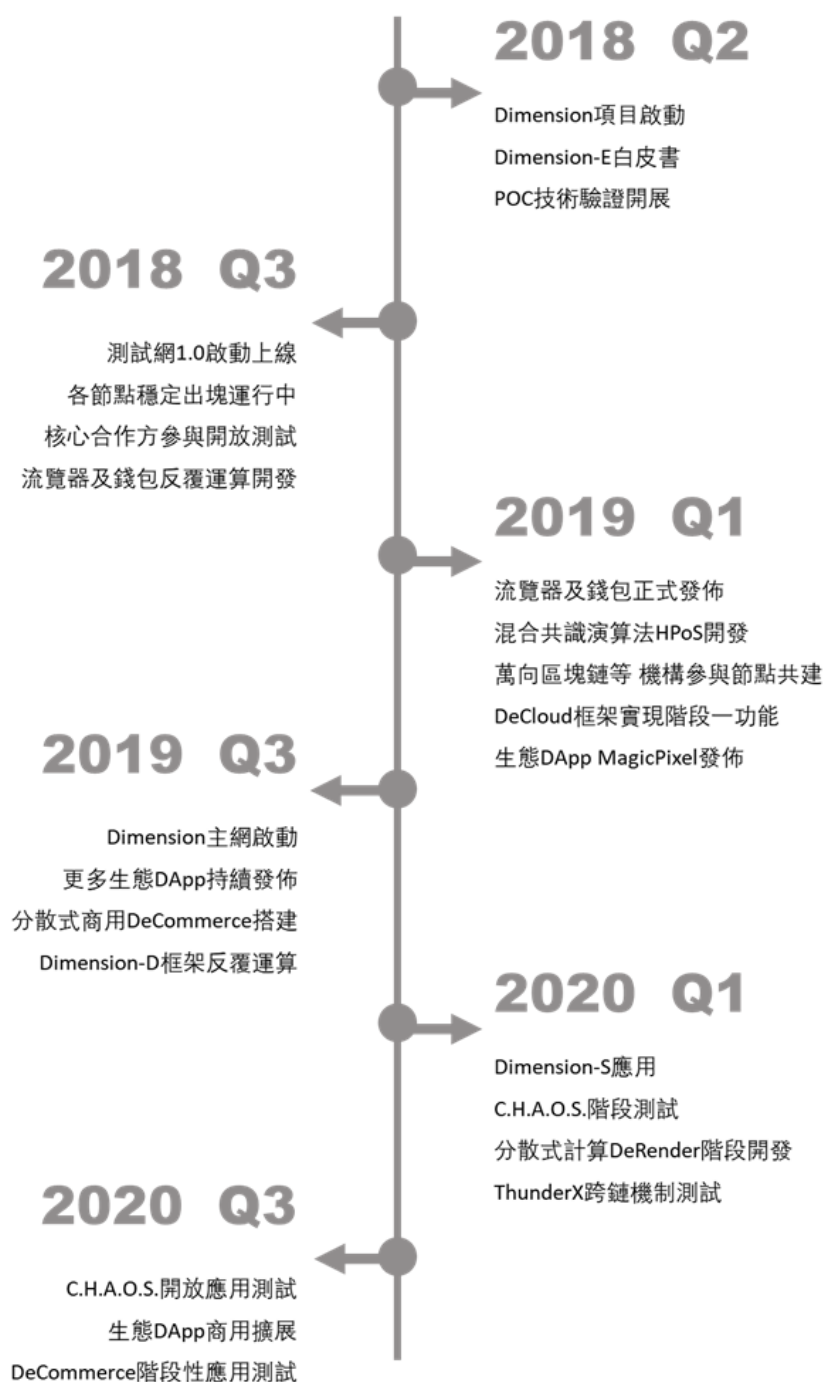 2018 Q2
Dimension項目啟動
Dimension-E白皮書
POC技術驗證開展
2018 Q3
測試網1.0啟動上線
各節點穩定出塊運行中
核心合作方參與開放測試
流覽器及錢包反覆運算開發
2019 Q1
流覽器及錢包正式發佈
混合共識演算法HPoS開發
萬向區塊鏈等 機構參與節點共建
DeCloud框架實現階段一功能
生態DApp MagicPixel發佈
2019 Q3
Dimension主網啟動
更多生態DApp持續發佈
分散式商用DeCommerce搭建
Dimension-D框架反覆運算
2020 Q1
Dimension-S應用
C.H.A.O.S.階段測試
分散式計算DeRender階段開發
ThunderX跨鏈機制測試
2020 Q3
C.H.A.O.S.開放應用測試
生態DApp商用擴展
DeCommerce階段性應用測試